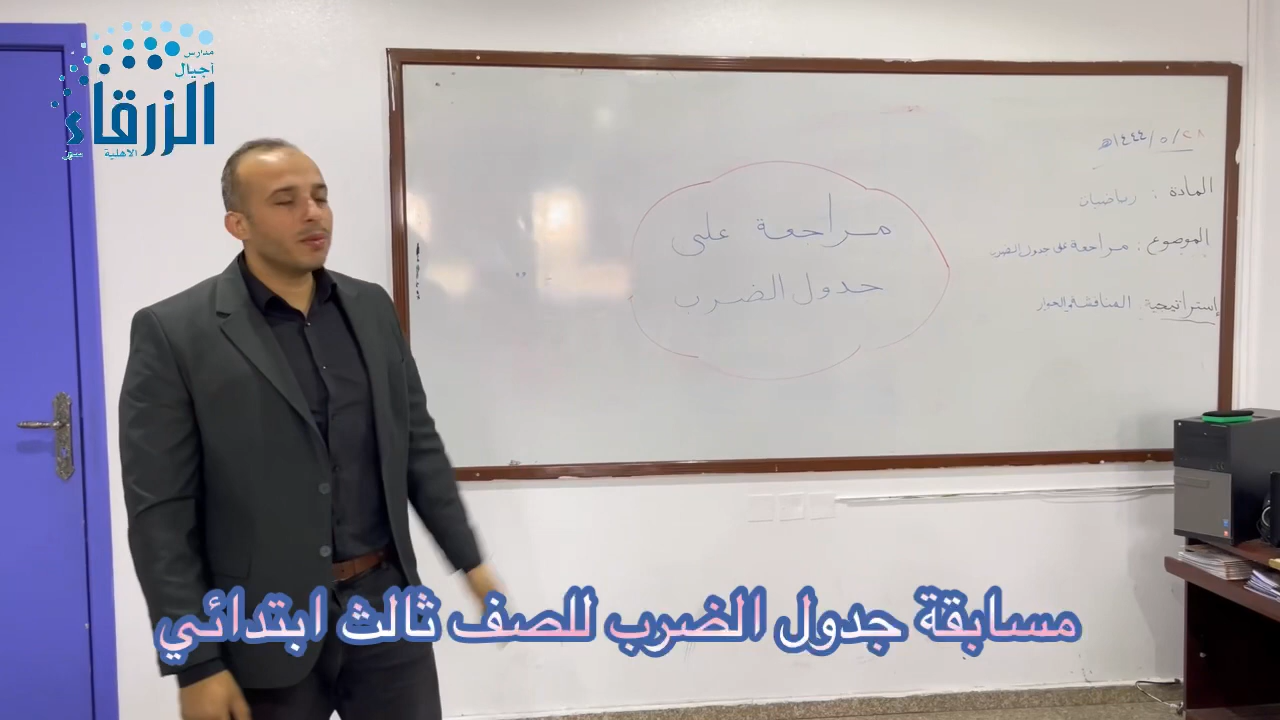 مدارس
أجيال
الزرقاء
الاهلية
٢٨/٥/١٤٤٤هـ
المادة : رياضيات
الموضوع : مراجعة على جدول الضرب
إستراتيجية : المناقشة والحوار
مراجعة على
جدول الضرب
مسابقة جدول الضرب للصف ثالث ابتدائي